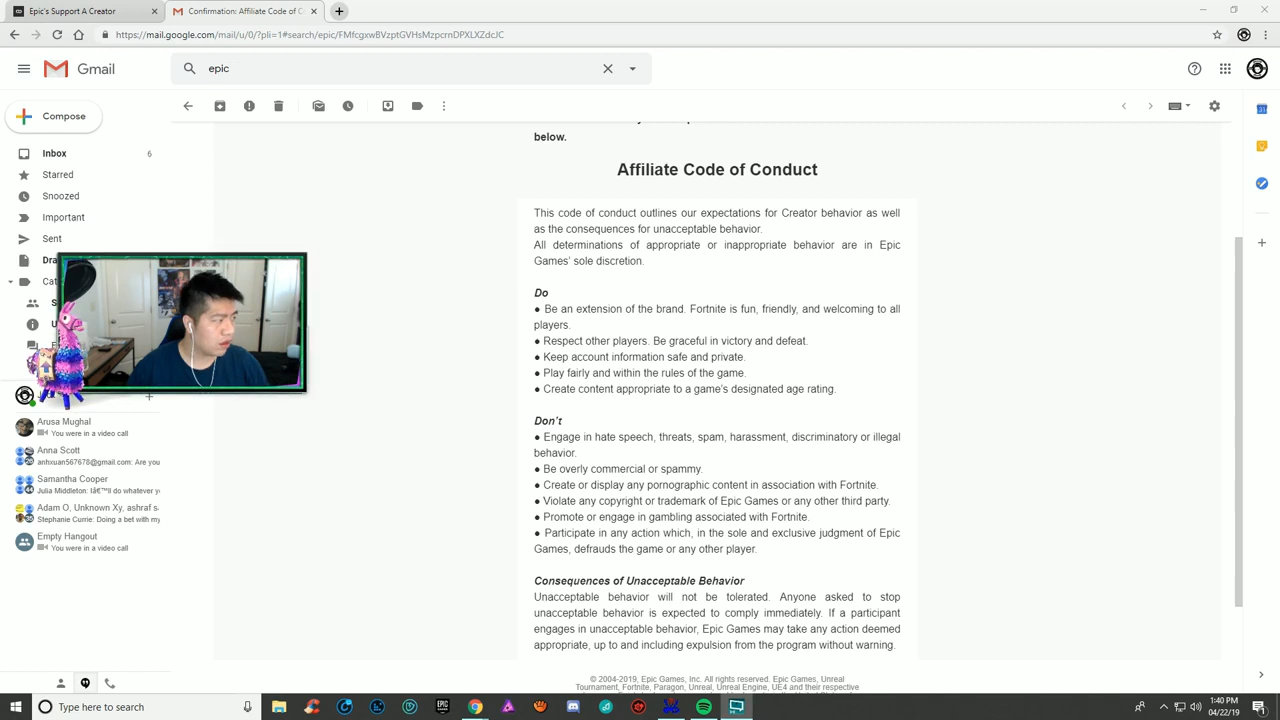 Epic's Support A Creator
Confirmation: Affiliate Code of C
https://mail.google.com/mail/u/0/?pli=1#search/epic/FMfcgxwBVzptGVHsMzpcrnDPXLXZdcJC
Gmail
epic
Compose
Inbox 6
Starred
Snoozed
Important
Sent
Dra
Cat
Arusa Mughal
You were in a video call
Anna Scott
anhxuan567678@gmail.com: Are you
Samantha Cooper
Julia Middleton: Iâ€™ll do whatever y
Adam O, Unknown Xy, ashraf s
Stephanie Currie: Doing a bet with my
Empty Hangout
You were in a video call
below.
Affiliate Code of Conduct
This code of conduct outlines our expectations for Creator behavior as well
as the consequences for unacceptable behavior.
All determinations of appropriate or inappropriate behavior are in Epic
Games' sole discretion.
Do
● Be an extension of the brand. Fortnite is fun, friendly, and welcoming to all
players.
● Respect other players. Be graceful in victory and defeat.
● Keep account information safe and private.
● Play fairly and within the rules of the game.
● Create content appropriate to a game's designated age rating.
Don't
● Engage in hate speech, threats, spam, harassment, discriminatory or illegal
behavior.
● Be overly commercial or spammy.
● Create or display any pornographic content in association with Fortnite.
● Violate any copyright or trademark of Epic Games or any other third party.
● Promote or engage in gambling associated with Fortnite.
● Participate in any action which, in the sole and exclusive judgment of Epic
Games, defrauds the game or any other player.
Consequences of Unacceptable Behavior
Unacceptable behavior will not be tolerated. Anyone asked to stop
unacceptable behavior is expected to comply immediately. If a participant
engages in unacceptable behavior, Epic Games may take any action deemed
appropriate, up to and including expulsion from the program without warning.
© 2004-2019, Epic Games, Inc. All rights reserved. Epic Games, Unreal
Tournament, Fortnite, Paragon, Unreal, Unreal Engine, UE4 and their respective
Type here to search
1:40 PM
04/22/19